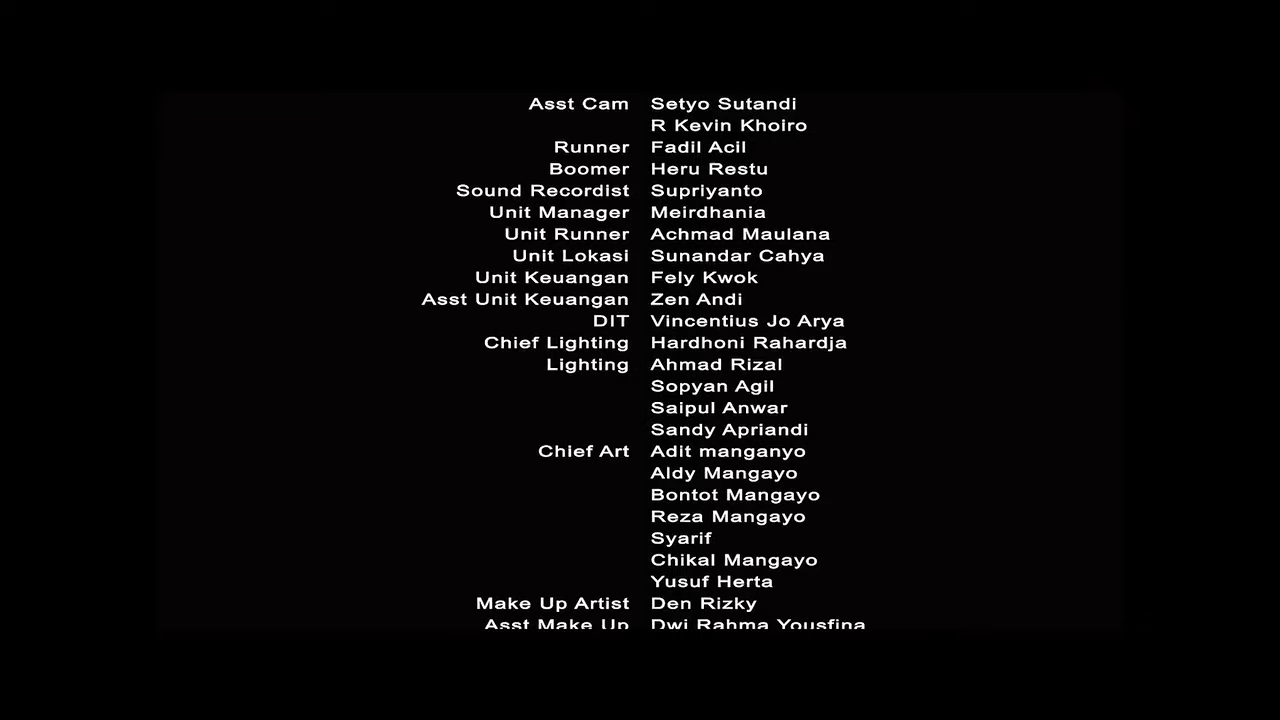 Asst Cam Setyo Sutandi
R Kevin Khoiro
Runner Fadil Acil
Boomer Heru Restu
Sound Recordist Supriyanto
Unit Manager Meirdhania
Unit Runner Achmad Maulana
Unit Lokasi Sunandar Cahya
Unit Keuangan Fely Kwok
Asst Unit Keuangan Zen Andi
DIT Vincentius Jo Arya
Chief Lighting Hardhoni Rahardja
Lighting Ahmad Rizal
Sopyan Agil
Saipul Anwar
Sandy Apriandi
Chief Art Adit manganyo
Aldy Mangayo
Bontot Mangayo
Reza Mangayo
Syarif
Chikal Mangayo
Yusuf Herta
Make Up Artist Den Rizky
Asst Make Up Dwi Rahma Yousfina